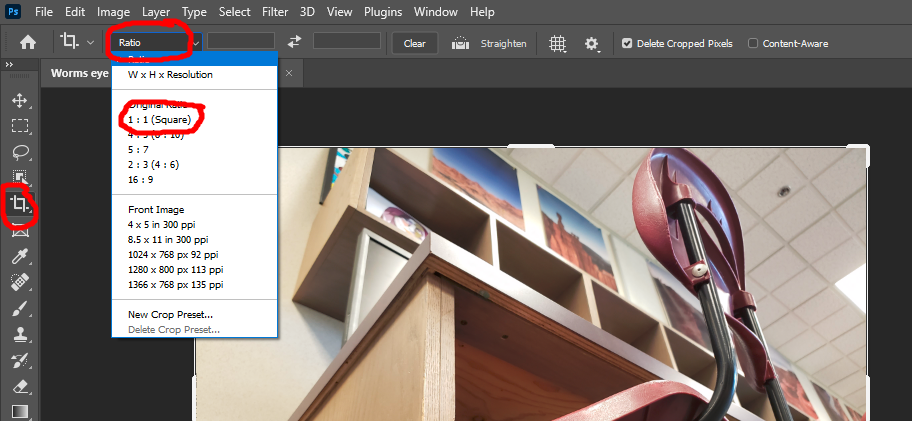 Ps File Edit Image Layer Type Select Filter 3D View Plugins Window Help
Ratio Clear Straighten Delete Cropped Pixels Content-Aware
Worms eye ×
W x H x Resolution
Original Ratio
1 : 1 (Square)
4 : 5 (8 : 10)
5 : 7
2 : 3 (4 : 6)
16 : 9
Front Image
4 x 5 in 300 ppi
8.5 x 11 in 300 ppi
1024 x 768 px 92 ppi
1280 x 800 px 113 ppi
1366 x 768 px 135 ppi
New Crop Preset...
Delete Crop Preset...